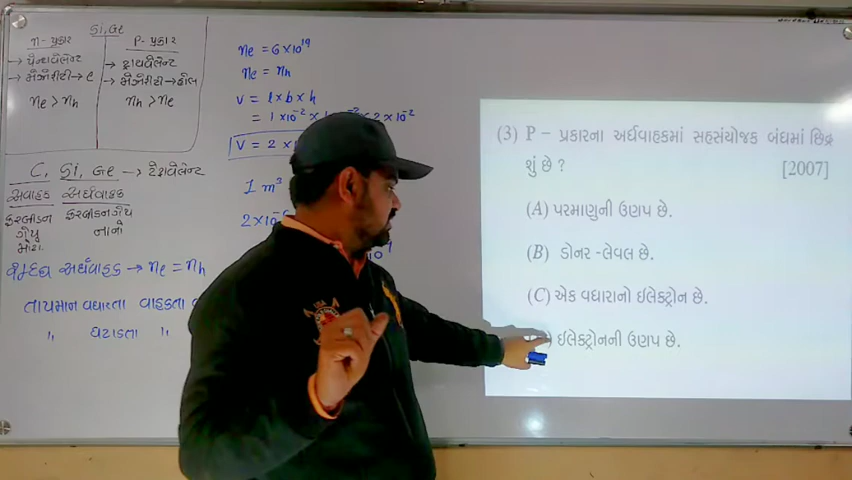 Si, Ge
n- પ્રકાર
→ પેન્ટાવેલેન્ટ
→ મેજોરીટી → e
ne > nh
P- પ્રકાર
→ ટ્રાયવેલેન્ટ
→ મેજોરીટી → હોલ
nh > ne
C, Si, Ge → ટેટ્રાવેલેન્ટ
અવાહક અર્ધવાહક
ફરબીડન ફરબીડન ગેપ
ગેપ નાનો
મોટા
શુદ્ધ અર્ધવાહક → ne = nh
તાપમાન વધારતા વાહકતા
" ઘટાડતા "
ne = 6 × 10¹⁹
ne = nh
V = l × b × h
= 1 × 10⁻² × 1 × 2 × 10⁻²
V = 2 ×
1 m³
2×10
(3) P – પ્રકારના અર્ધવાહકમાં સહસંયોજક બંધમાં છિદ્ર
શું છે ? [2007]
(A) પરમાણુની ઉણપ છે.
(B) ડોનર -લેવલ છે.
(C) એક વધારાનો ઇલેક્ટ્રોન છે.
ઇલેક્ટ્રોનની ઉણપ છે.